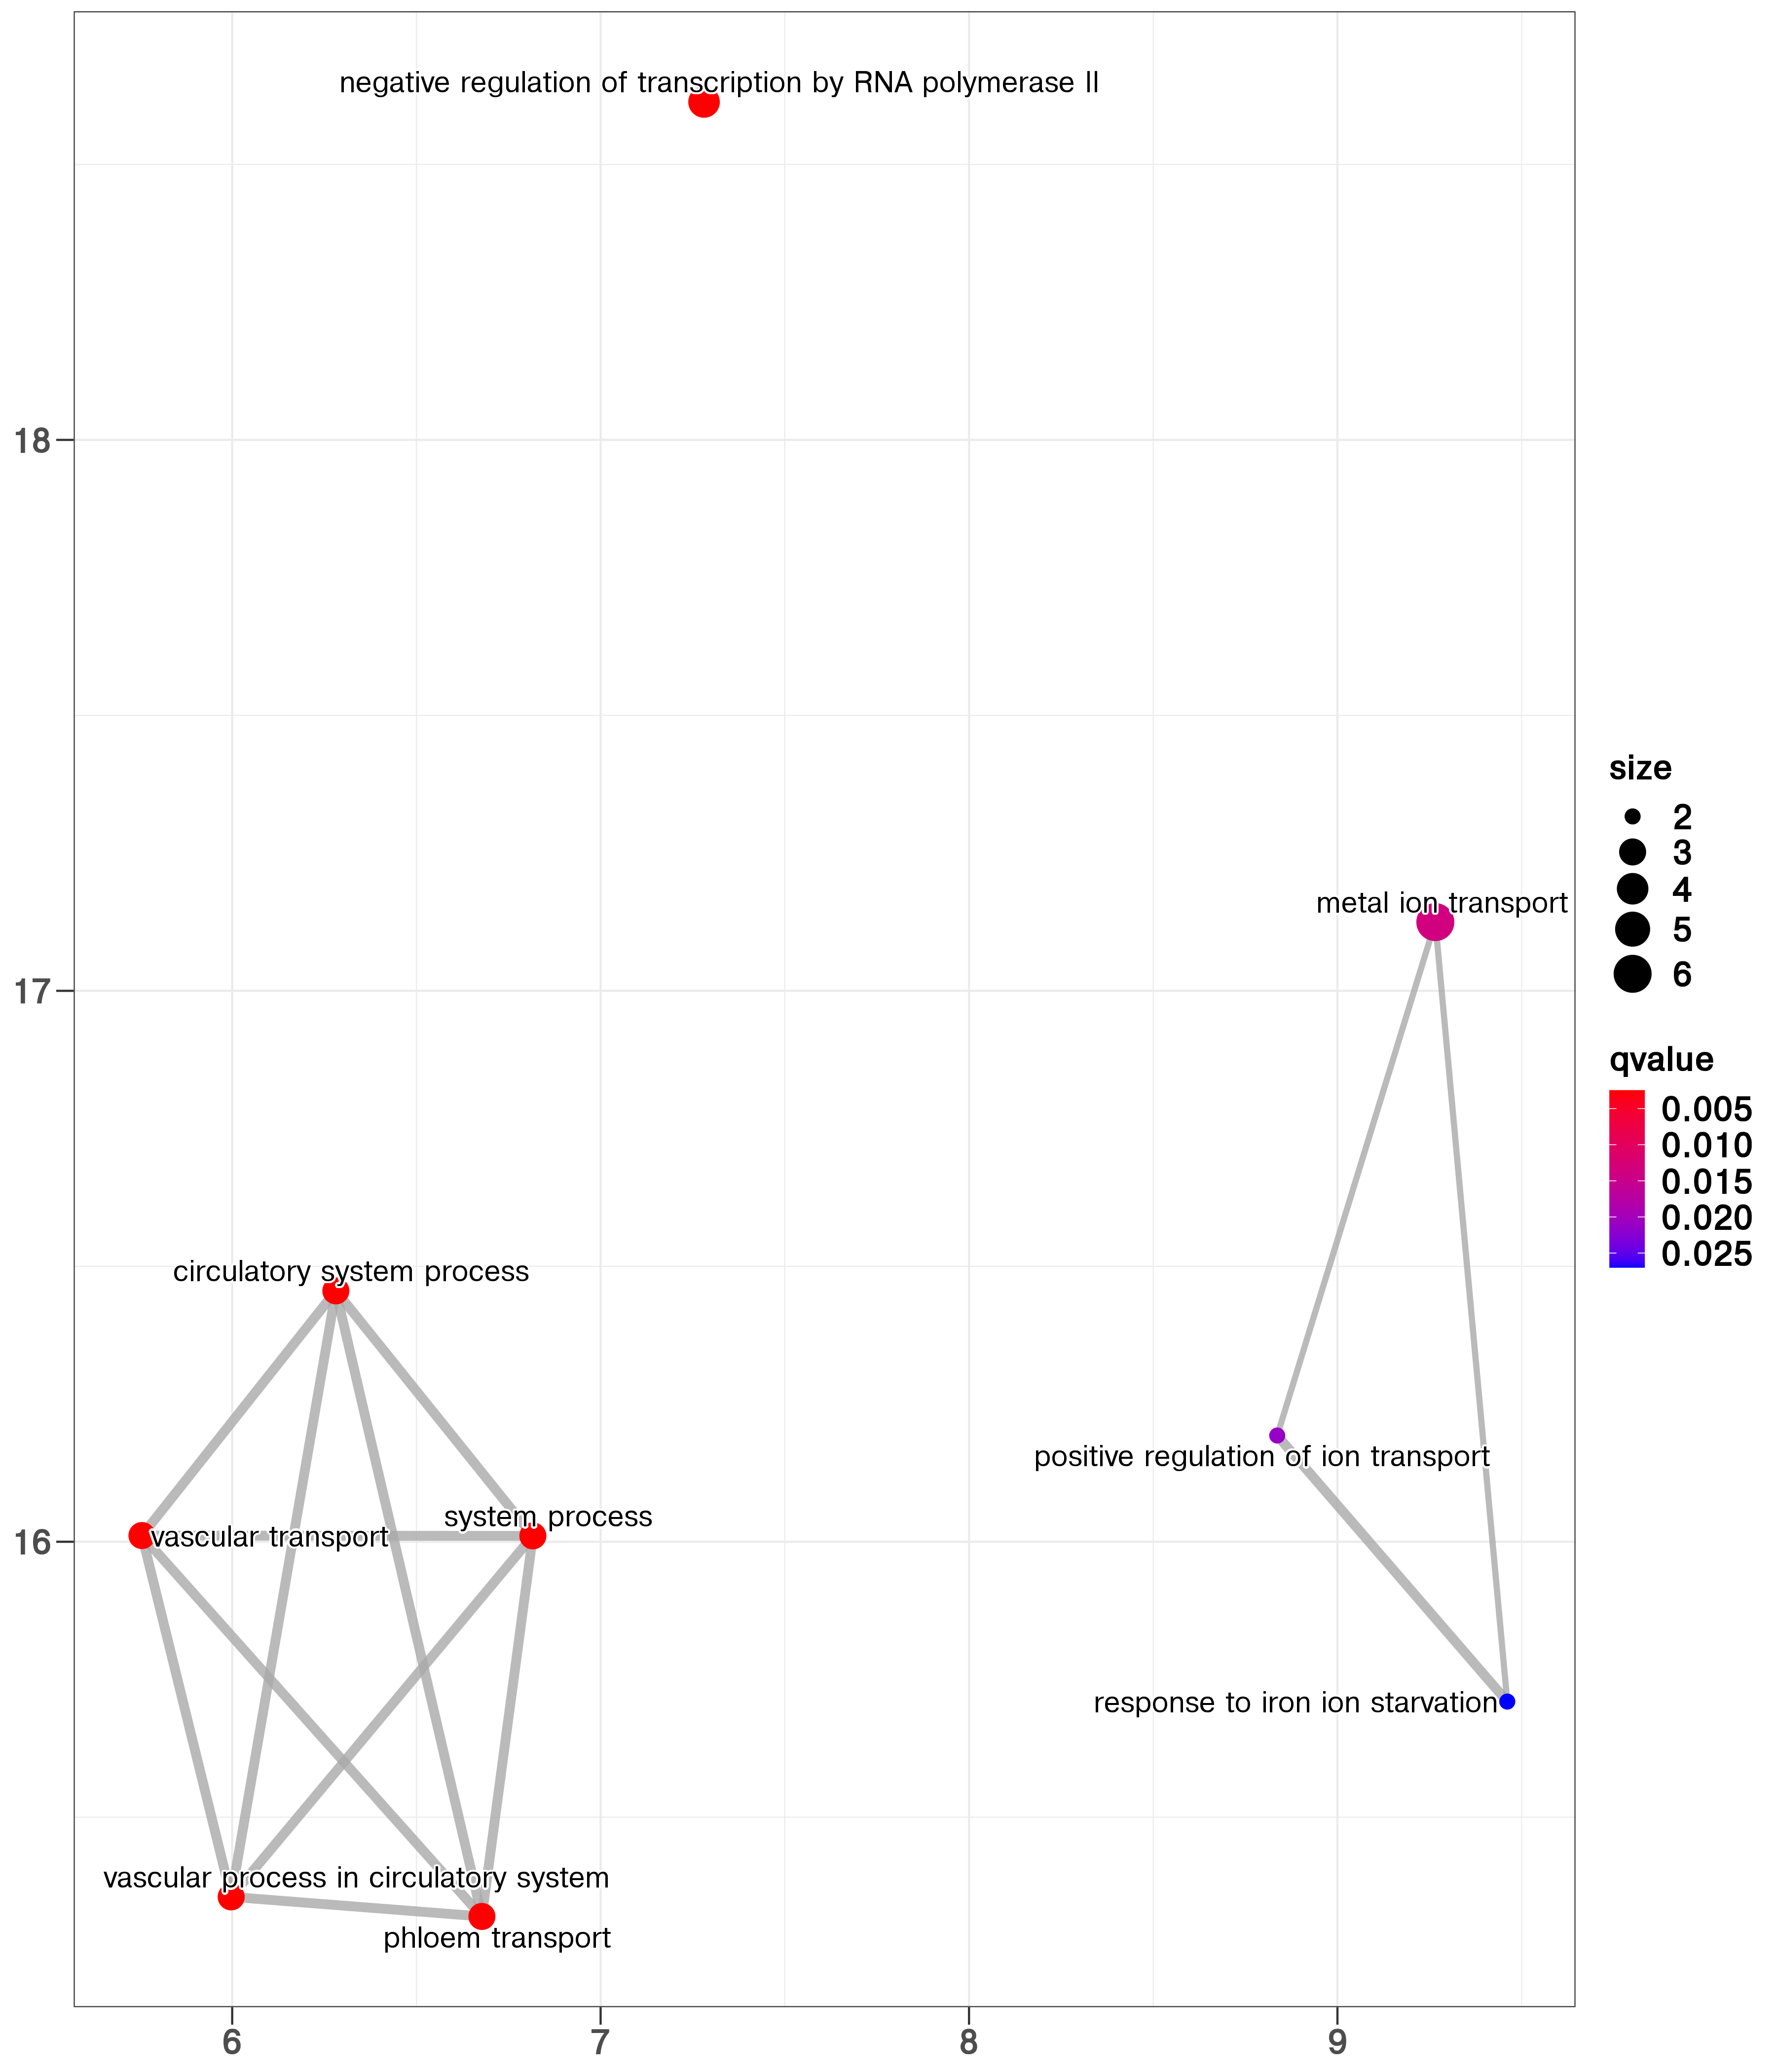 negative regulation of transcription by RNA polymerase II
18
size
2
3
4
5
6
metal ion transport
17
qvalue
0.005
0.010
0.015
0.020
0.025
circulatory system process
positive regulation of ion transport
system process
vascular transport
16
response to iron ion starvation
vascular process in circulatory system
phloem transport
6
7
8
9